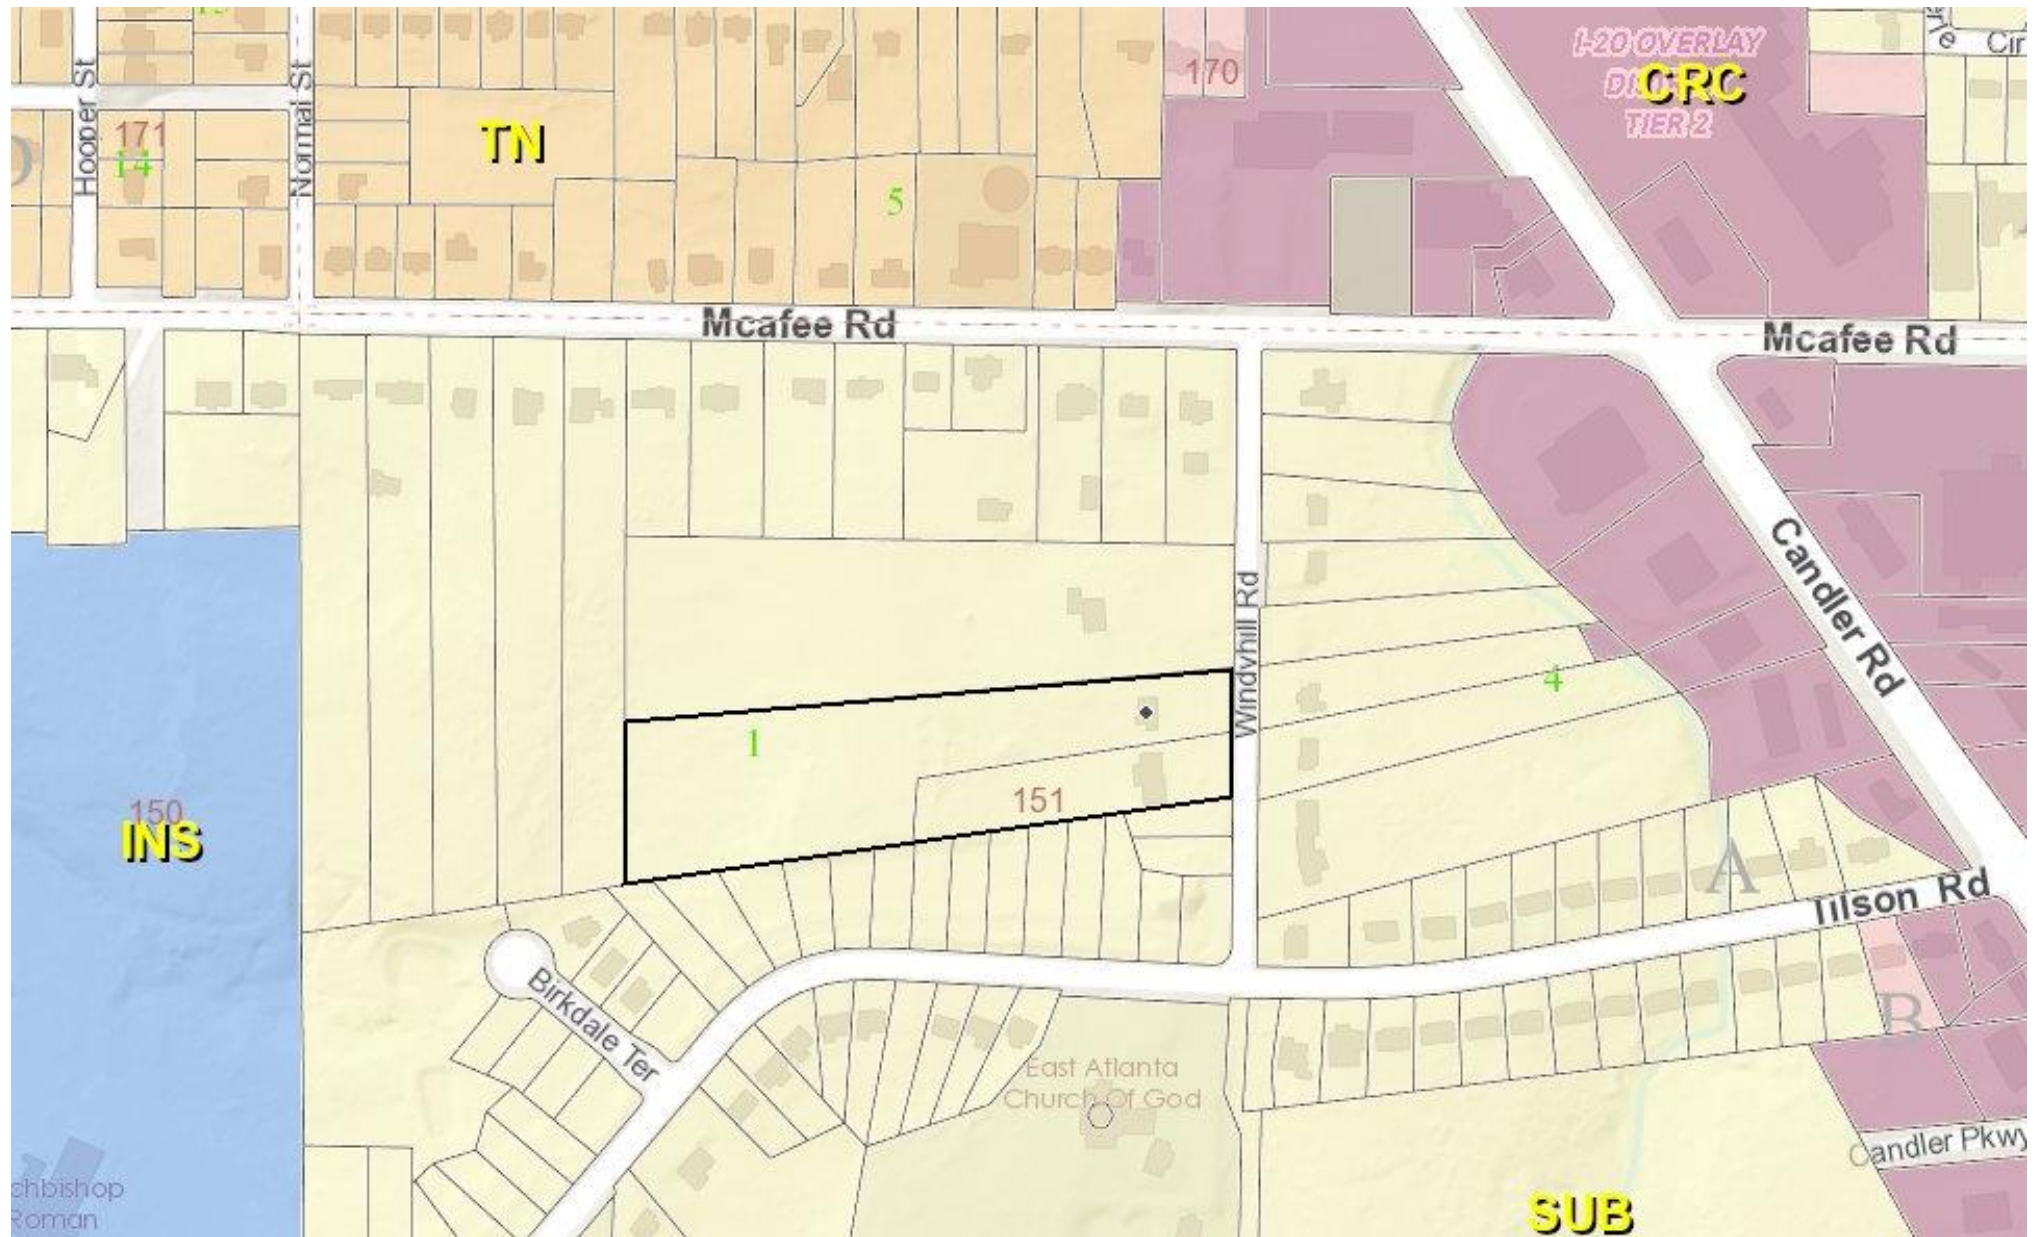 I-20 OVERLAY
CRC
TIER 2
Cir
170
TN
171
14
Hooper St
Normal St
5
Mcafee Rd
Mcafee Rd
Candler Rd
Windyhill Rd
4
1
151
150
INS
A
Tilson Rd
Birkdale Ter
B
East Atlanta
Church Of God
Candler Pkwy
chbishop
Roman
SUB